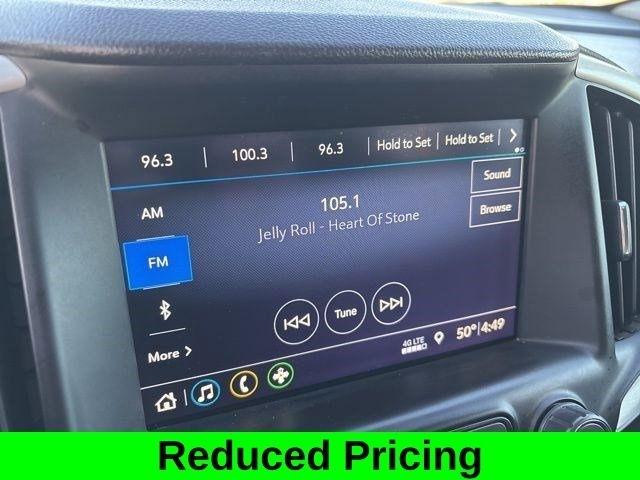 96.3 | 100.3 | 96.3 | Hold to Set | Hold to Set
AM
105.1
Sound
Jelly Roll - Heart Of Stone
Browse
FM
Tune
More
4G LTE
50° | 4:49
Reduced Pricing